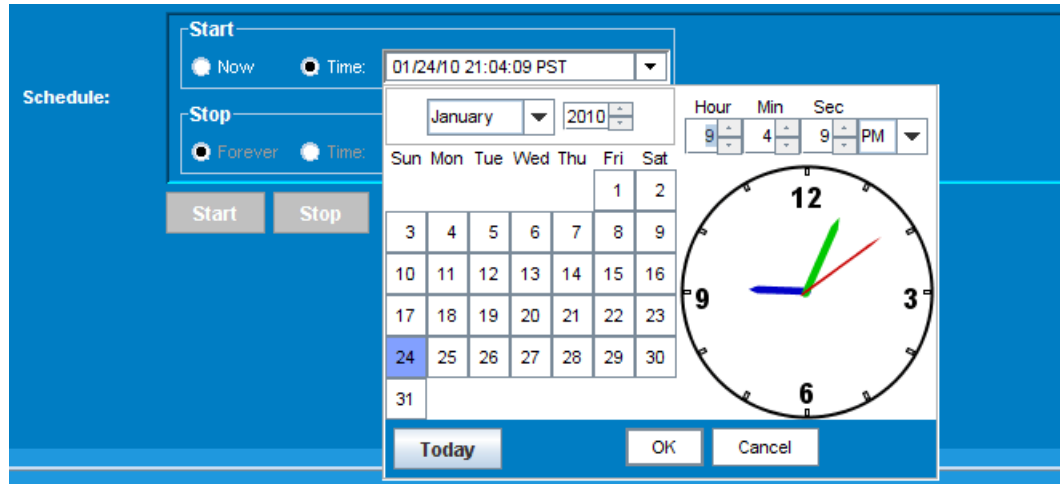 Start
Now Time: 01/24/10 21:04:09 PST
Schedule:
Stop
Forever Time:
Start Stop
January 2010
Sun Mon Tue Wed Thu Fri Sat
1 2
3 4 5 6 7 8 9
10 11 12 13 14 15 16
17 18 19 20 21 22 23
24 25 26 27 28 29 30
31
Hour Min Sec
9 4 9 PM
12
9 3
6
Today OK Cancel